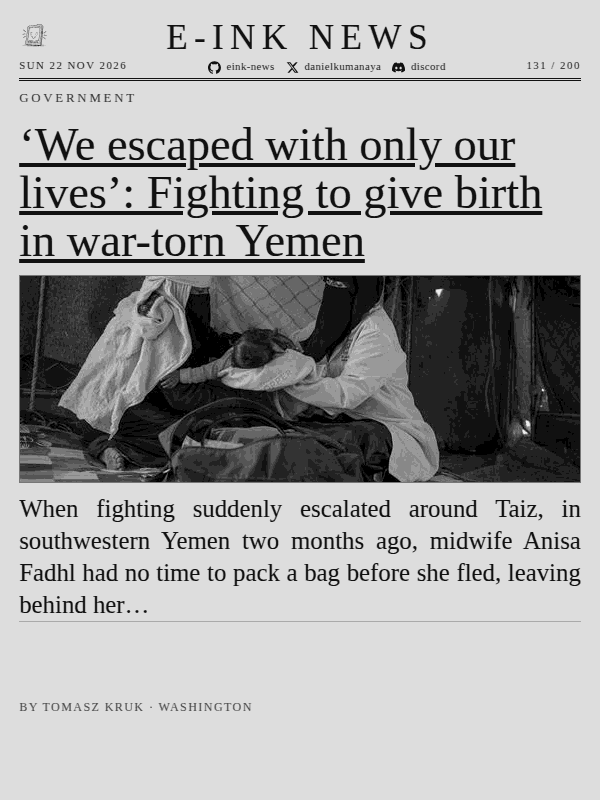 E-INK NEWS
SUN 22 NOV 2026
eink-news
danielkumanaya
discord
131 / 200
GOVERNMENT
‘We escaped with only our
lives’: Fighting to give birth
in war-torn Yemen
When fighting suddenly escalated around Taiz, in
southwestern Yemen two months ago, midwife Anisa
Fadhl had no time to pack a bag before she fled, leaving
behind her…
BY TOMASZ KRUK · WASHINGTON